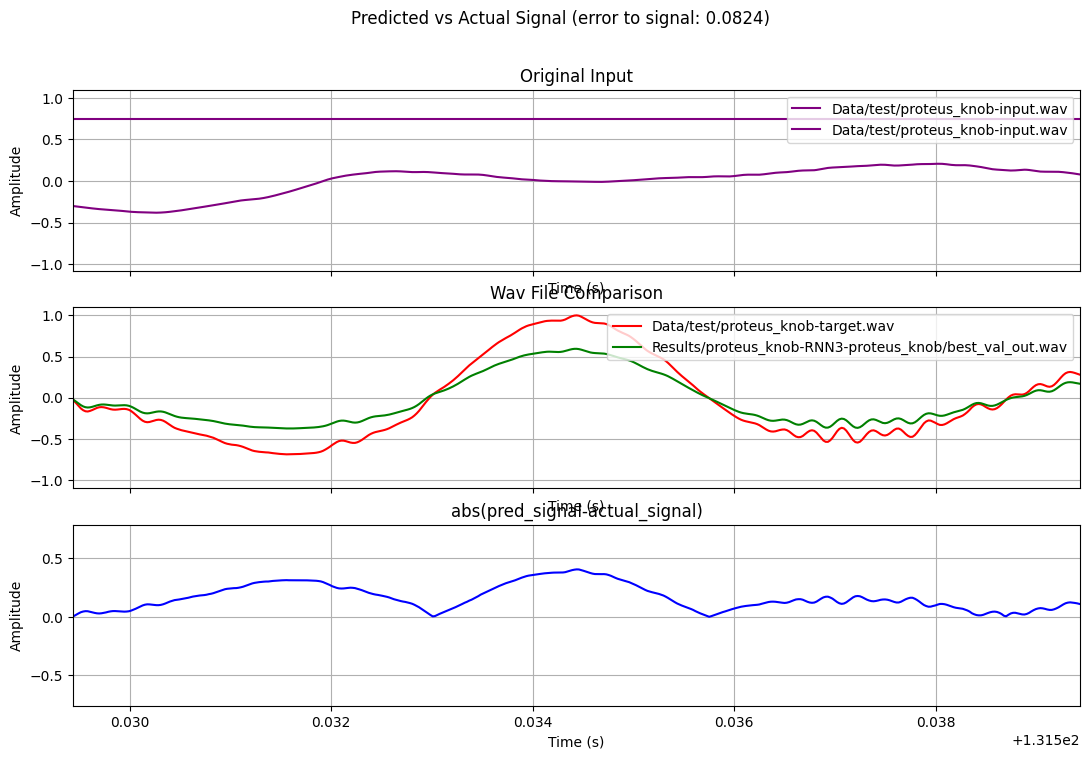 Predicted vs Actual Signal (error to signal: 0.0824)
Original Input
1.0
0.5
0.0
−0.5
−1.0
Amplitude
Data/test/proteus_knob-input.wav
Data/test/proteus_knob-input.wav
Time (s)
Wav File Comparison
1.0
0.5
0.0
−0.5
−1.0
Amplitude
Data/test/proteus_knob-target.wav
Results/proteus_knob-RNN3-proteus_knob/best_val_out.wav
Time (s)
abs(pred_signal-actual_signal)
0.5
0.0
−0.5
Amplitude
0.030 0.032 0.034 0.036 0.038
Time (s)
+1.315e2